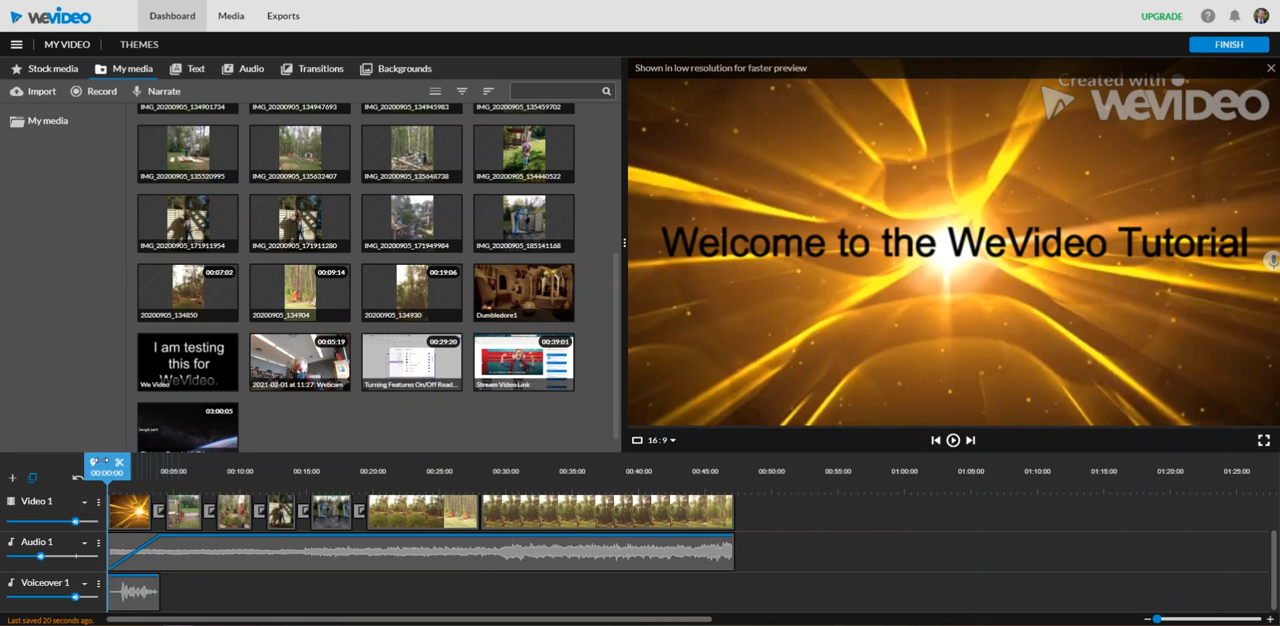 WEVIDEO
Dashboard
Media
Exports
UPGRADE
?
MY VIDEO
THEMES
FINISH
Stock media
My media
Text
Audio
Transitions
Backgrounds
Import
Record
Narrate
My media
IMG_20200905_134901734
IMG_20200905_134947693
IMG_20200905_134945983
IMG_20200905_135459702
IMG_20200905_135520995
IMG_20200905_135632407
IMG_20200905_135648738
IMG_20200905_154440522
IMG_20200905_171911954
IMG_20200905_171911280
IMG_20200905_171949984
IMG_20200905_185141168
00:07:02
20200905_134850
00:09:14
20200905_134904
00:19:06
20200905_134930
Dumbledore1
I am testing
this for
WeVideo.
We Video
00:05:19
2021-02-01 at 11:27: Webcam
00:29:20
Turning Features On/Off Read...
00:39:01
Stream Video Link
03:00:05
Shown in low resolution for faster preview
Created with
WEVIDEO
Welcome to the WeVideo Tutorial
16:9
00:00:00
00:05:00
00:10:00
00:15:00
00:20:00
00:25:00
00:30:00
00:35:00
00:40:00
00:45:00
00:50:00
00:55:00
01:00:00
01:05:00
01:10:00
01:15:00
01:20:00
01:25:00
Video 1
Audio 1
Voiceover 1
Last saved 20 seconds ago.